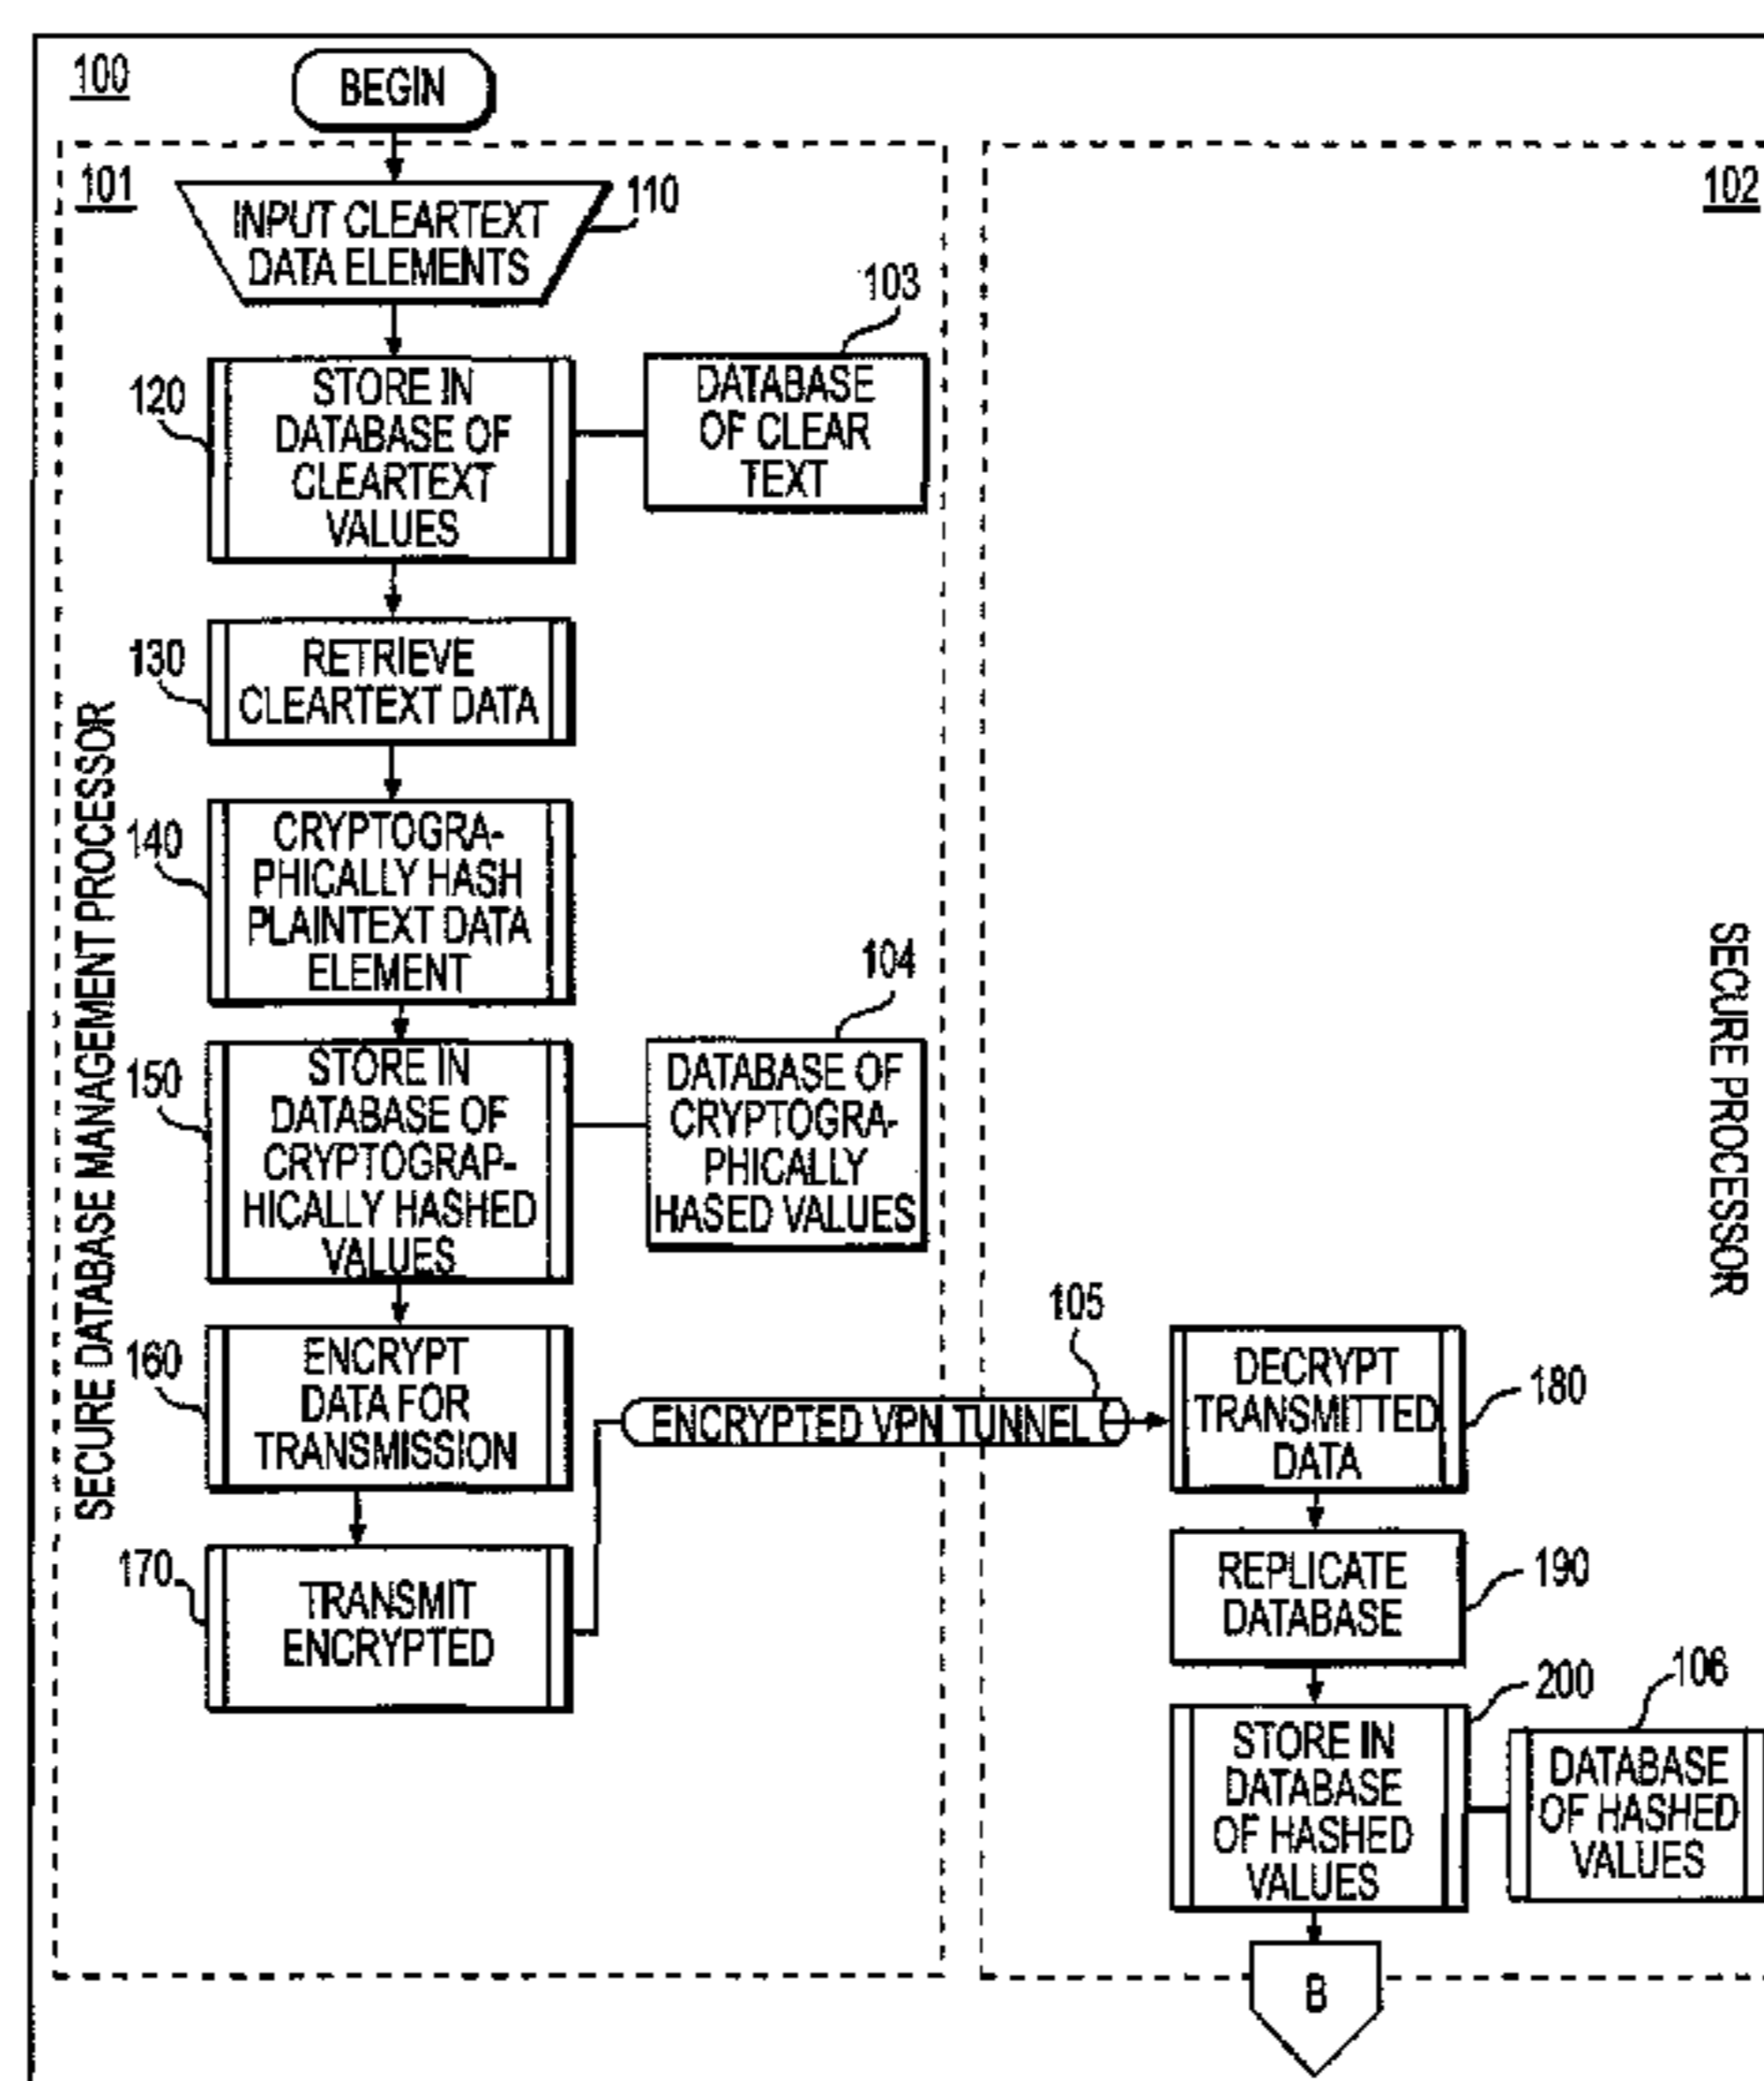 100
BEGIN
101
102
INPUT CLEARTEXT
DATA ELEMENTS
110
103
120
STORE IN
DATABASE OF
CLEARTEXT
VALUES
DATABASE
OF CLEAR
TEXT
130
RETRIEVE
CLEARTEXT DATA
SECURE DATABASE MANAGEMENT PROCESSOR
140
CRYPTOGRA-
PHICALLY HASH
PLAINTEXT DATA
ELEMENT
104
150
STORE IN
DATABASE OF
CRYPTOGRAP-
HICALLY HASHED
VALUES
DATABASE OF
CRYPTOGRA-
PHICALLY
HASED VALUES
SECURE PROCESSOR
160
ENCRYPT
DATA FOR
TRANSMISSION
105
ENCRYPTED VPN TUNNEL
170
TRANSMIT
ENCRYPTED
DECRYPT
TRANSMITTED
DATA
180
REPLICATE
DATABASE
190
200
STORE IN
DATABASE
OF HASHED
VALUES
106
DATABASE
OF HASHED
VALUES
B